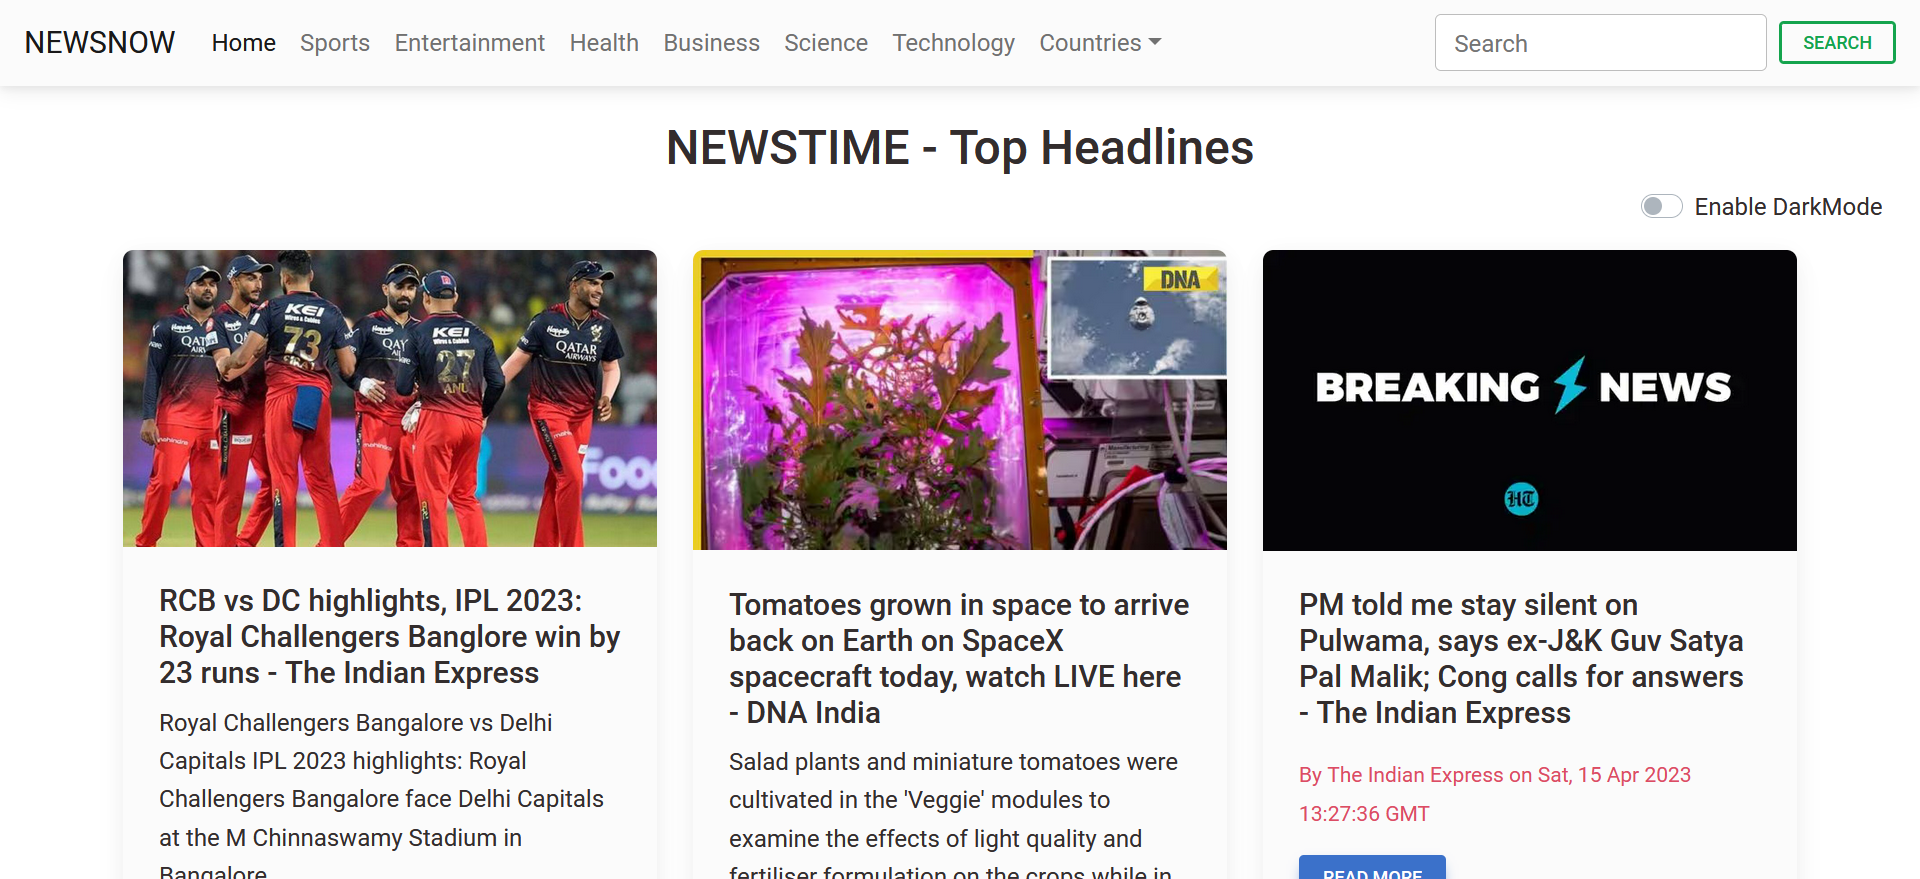 NEWSNOW Home Sports Entertainment Health Business Science Technology Countries Search SEARCH
NEWSTIME - Top Headlines
Enable DarkMode
KEI
Wires & Cables
73
KEI
Wires & Cables
27
ANU
QATAR
AIRWAYS
mahindra
Food
DNA
BREAKING NEWS
HT
RCB vs DC highlights, IPL 2023:
Royal Challengers Banglore win by
23 runs - The Indian Express
Royal Challengers Bangalore vs Delhi
Capitals IPL 2023 highlights: Royal
Challengers Bangalore face Delhi Capitals
at the M Chinnaswamy Stadium in
Bangalore.
Tomatoes grown in space to arrive
back on Earth on SpaceX
spacecraft today, watch LIVE here
- DNA India
Salad plants and miniature tomatoes were
cultivated in the 'Veggie' modules to
examine the effects of light quality and
fertiliser formulation on the crops while in
PM told me stay silent on
Pulwama, says ex-J&K Guv Satya
Pal Malik; Cong calls for answers
- The Indian Express
By The Indian Express on Sat, 15 Apr 2023
13:27:36 GMT
READ MORE